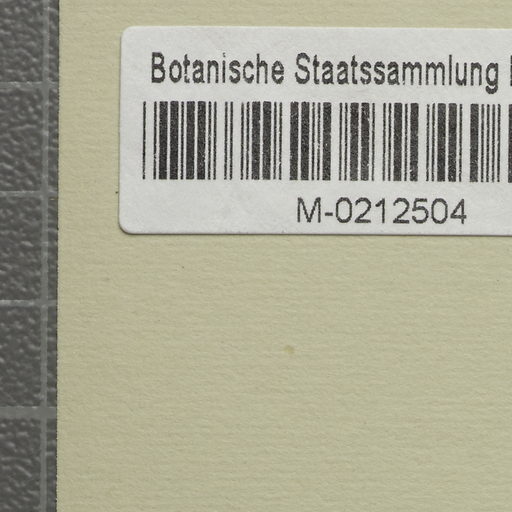 Botanische Staatssammlung
M-0212504